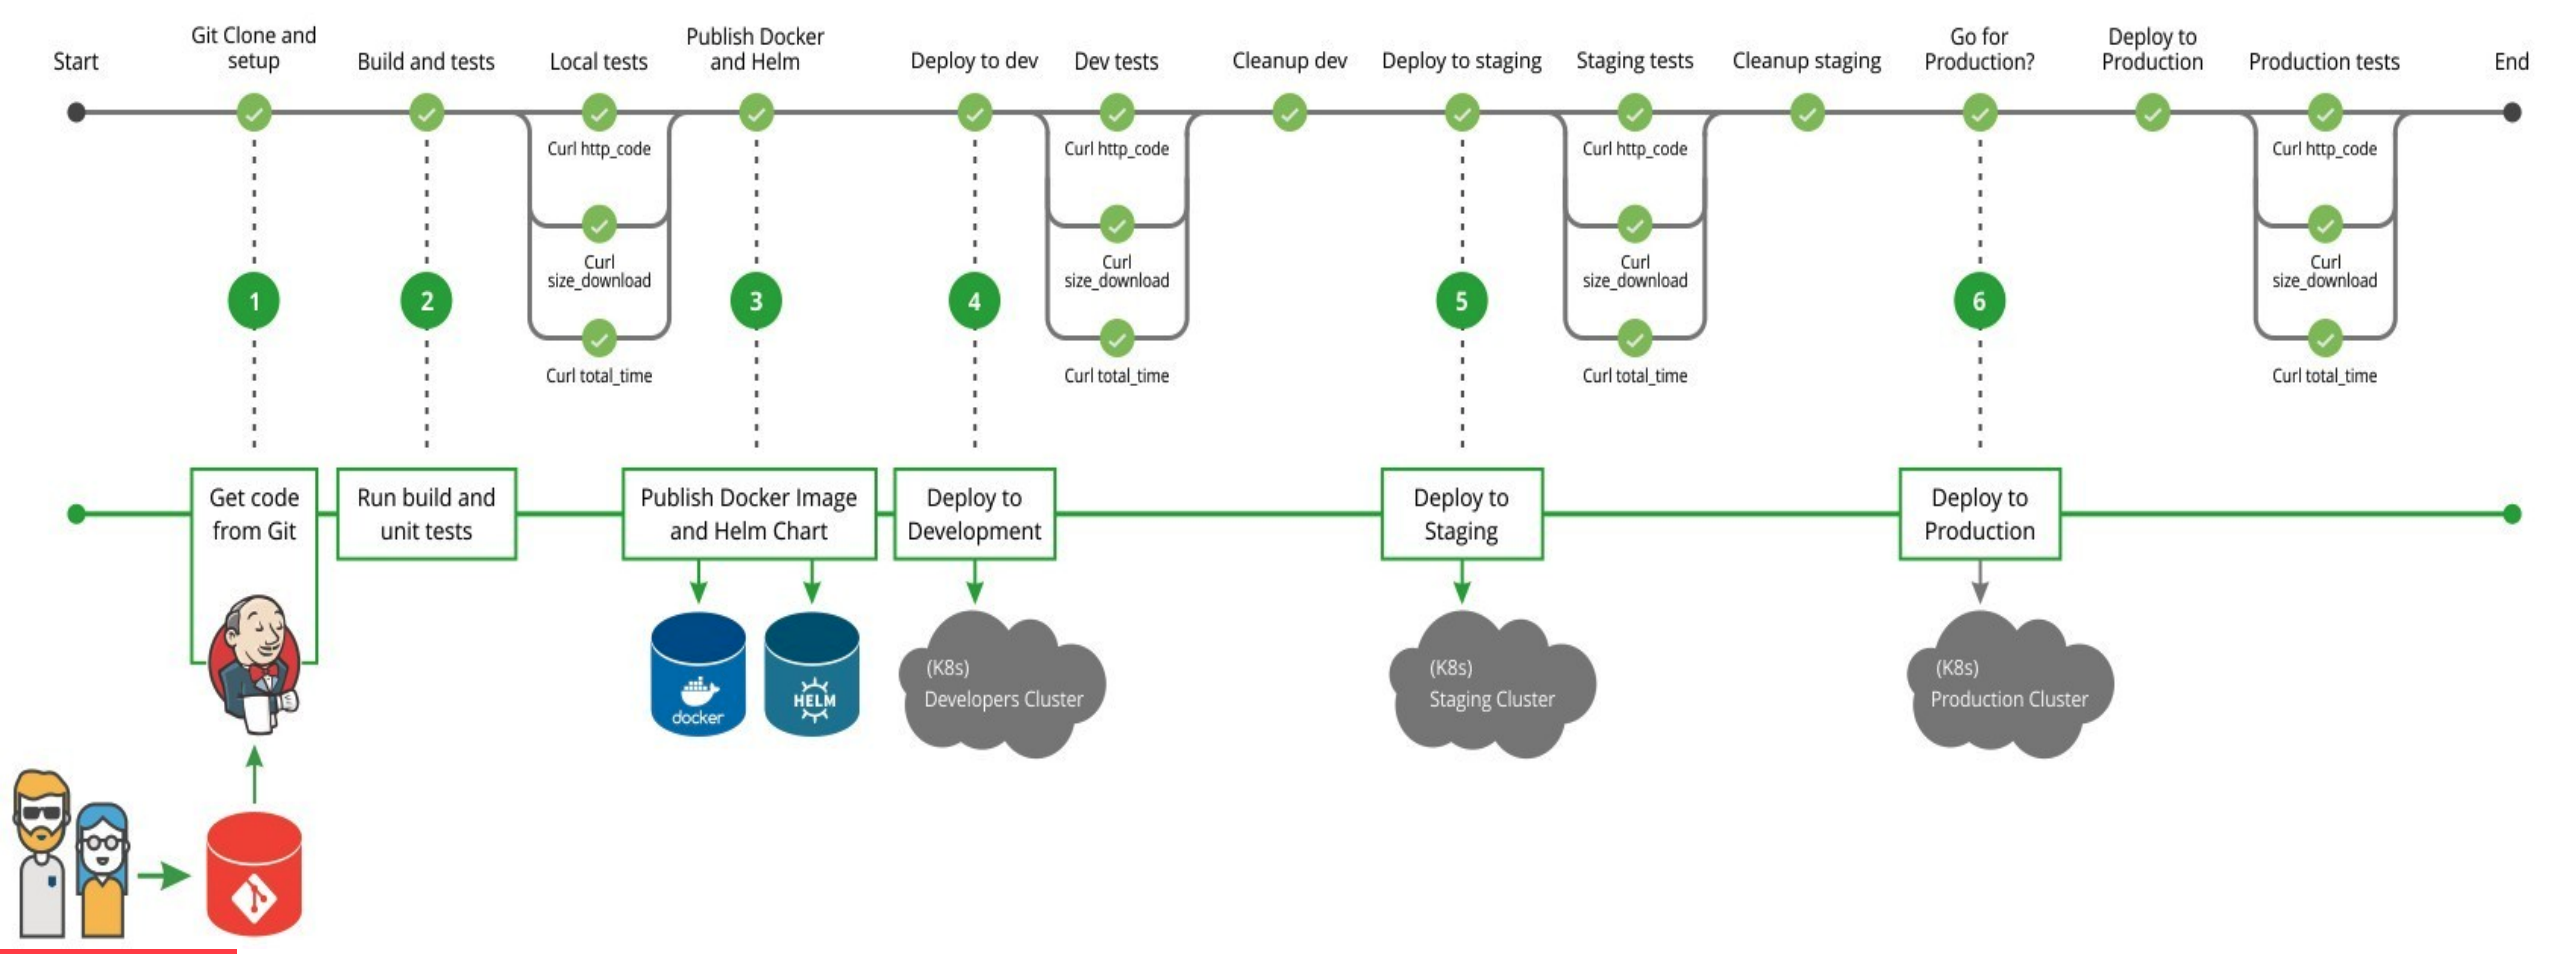 Start
Git Clone and
setup
Build and tests
Local tests
Publish Docker
and Helm
Deploy to dev
Dev tests
Cleanup dev
Deploy to staging
Staging tests
Cleanup staging
Go for
Production?
Deploy to
Production
Production tests
End
Curl http_code
Curl
size_download
Curl total_time
Curl http_code
Curl
size_download
Curl total_time
Curl http_code
Curl
size_download
Curl total_time
Curl http_code
Curl
size_download
Curl total_time
1
2
3
4
5
6
Get code
from Git
Run build and
unit tests
Publish Docker Image
and Helm Chart
Deploy to
Development
Deploy to
Staging
Deploy to
Production
docker
HELM
(K8s)
Developers Cluster
(K8s)
Staging Cluster
(K8s)
Production Cluster